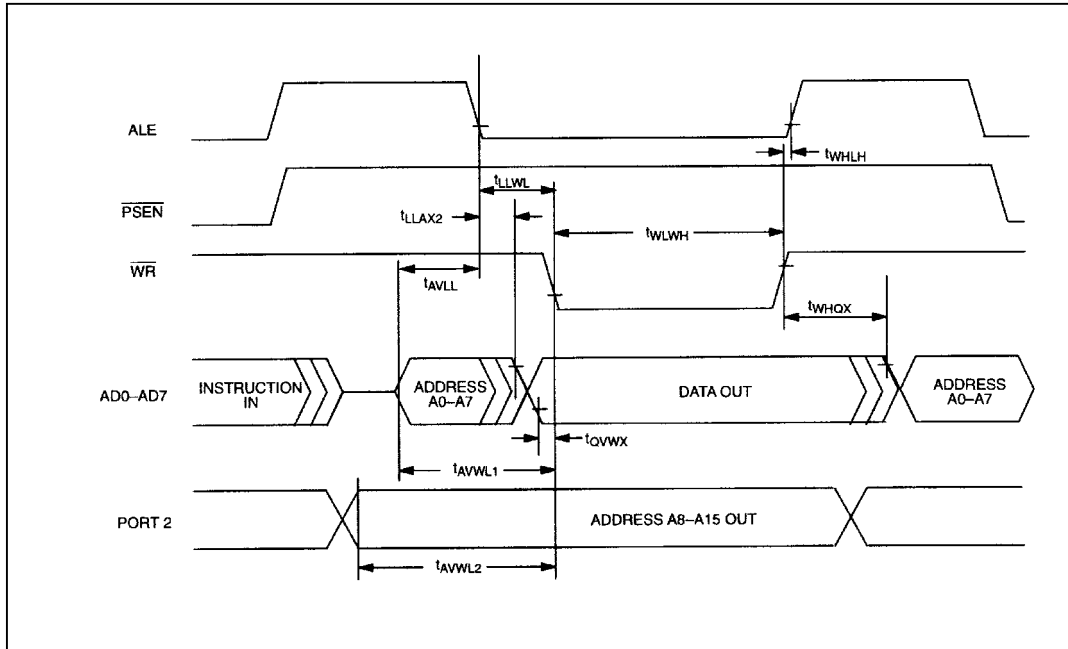 ALE
tWHLH
tLLWL
PSEN
tLLAX2
tWLWH
WR
tAVLL
tWHQX
AD0–AD7
INSTRUCTION
IN
ADDRESS
A0–A7
DATA OUT
ADDRESS
A0–A7
tQVWX
tAVWL1
PORT 2
ADDRESS A8–A15 OUT
tAVWL2